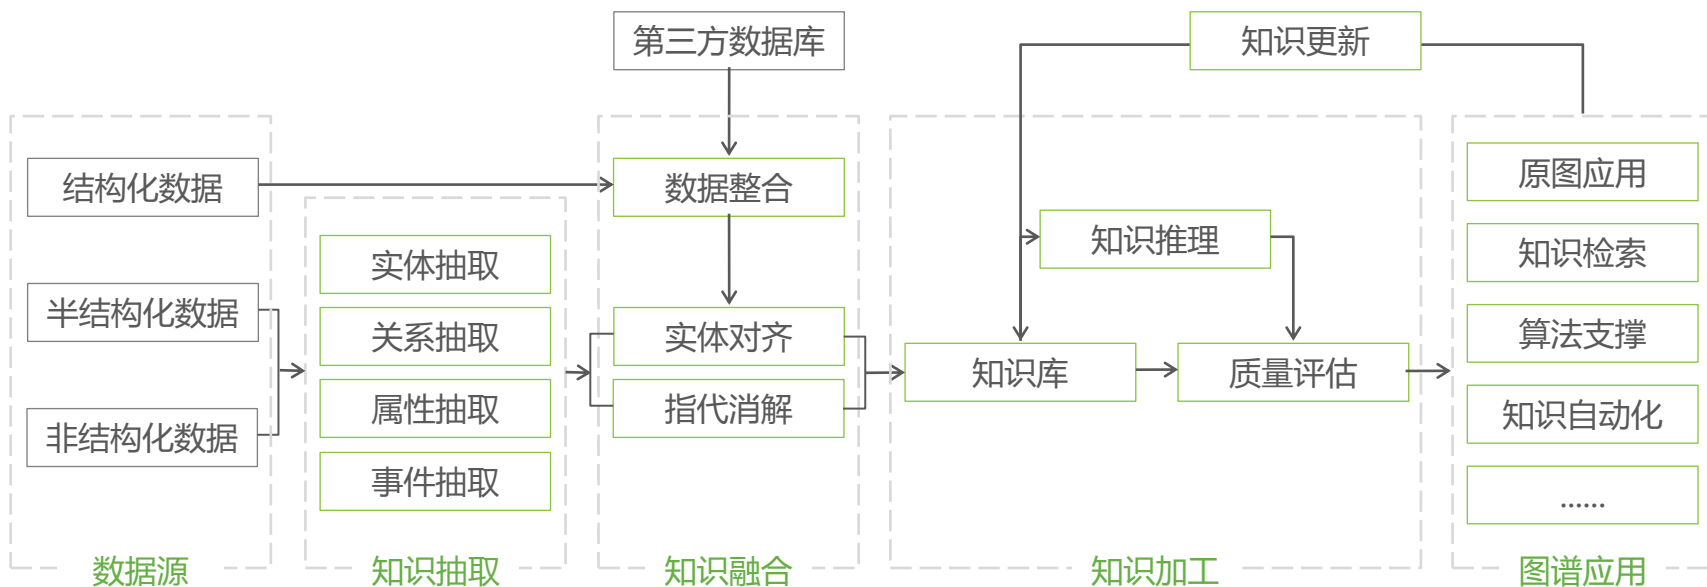 第三方数据库
知识更新
结构化数据
半结构化数据
非结构化数据
数据源
实体抽取
关系抽取
属性抽取
事件抽取
知识抽取
数据整合
实体对齐
指代消解
知识融合
知识推理
知识库
质量评估
知识加工
原图应用
知识检索
算法支撑
知识自动化
……
图谱应用